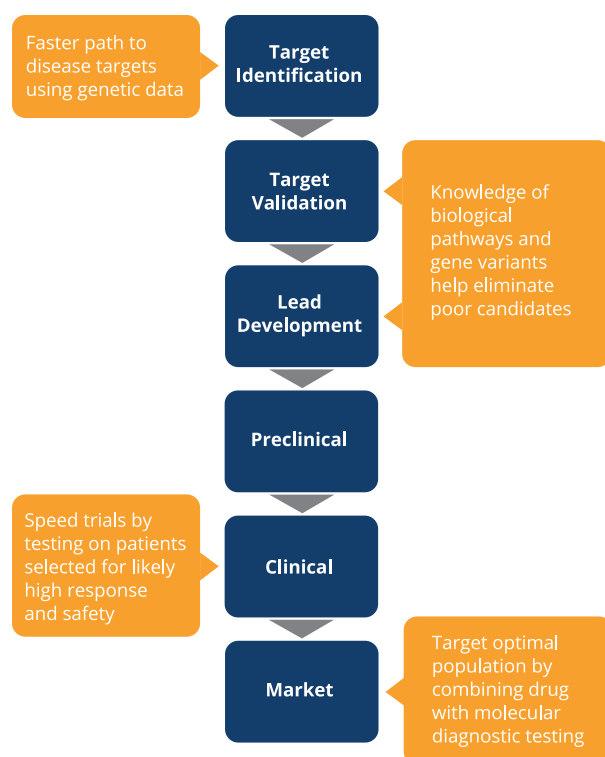 Faster path to
disease targets
using genetic data
Target
Identification
Target
Validation
Knowledge of
biological
pathways and
gene variants
help eliminate
poor candidates
Lead
Development
Preclinical
Speed trials by
testing on patients
selected for likely
high response
and safety
Clinical
Market
Target optimal
population by
combining drug
with molecular
diagnostic testing